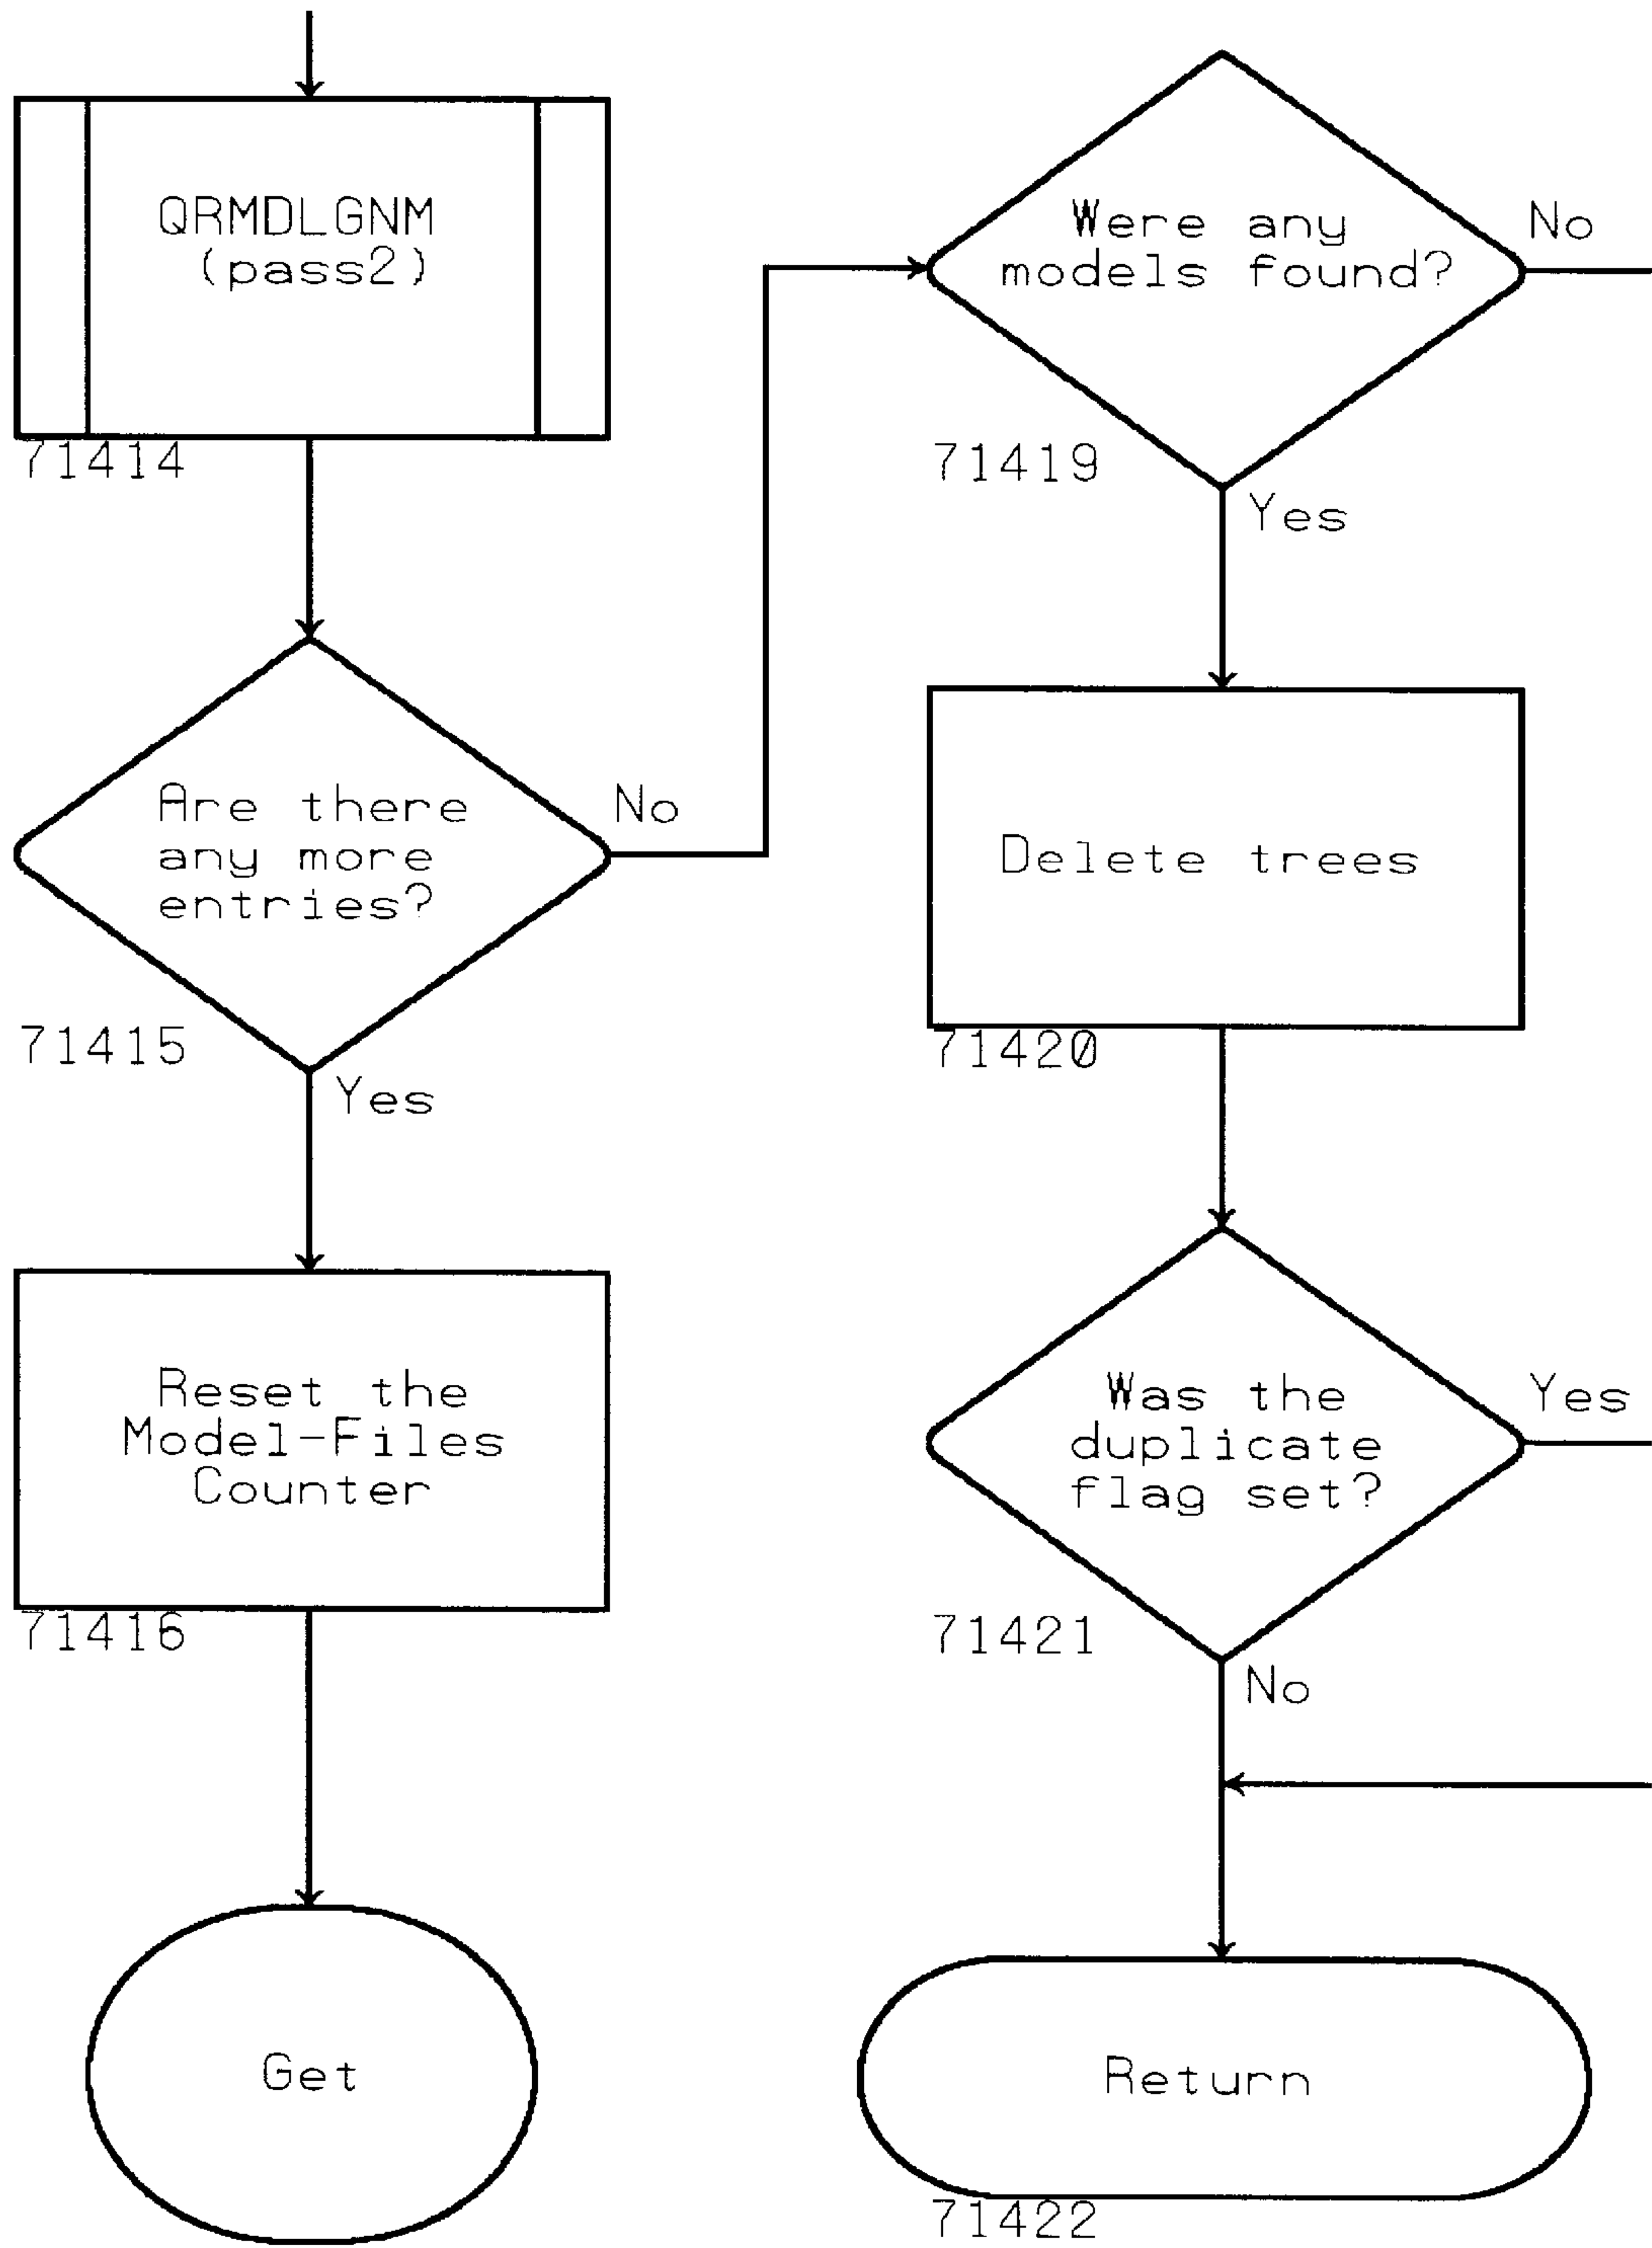 QRMDLGNM
(pass2)
71414
Are there
any more
entries?
No
71415
Yes
Reset the
Model-Files
Counter
71416
Get
Were any
models found?
No
71419
Yes
Delete trees
71420
Was the
duplicate
flag set?
Yes
71421
No
Return
71422